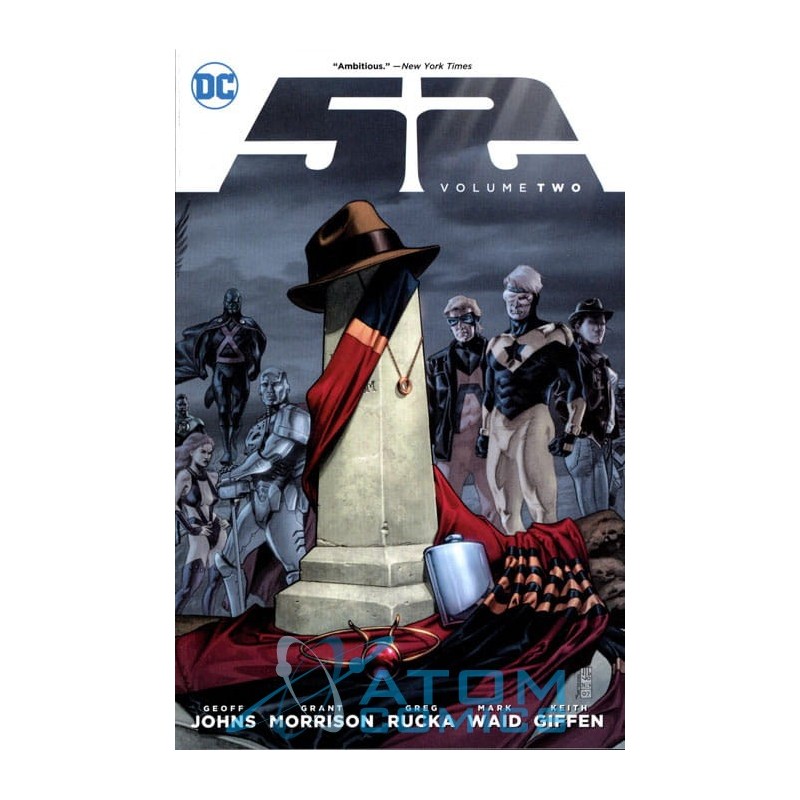 "Ambitious." —New York Times
DC
52
VOLUME TWO
ATOM
COMICS
GEOFF JOHNS GRANT MORRISON GREG RUCKA MARK WAID KEITH GIFFEN